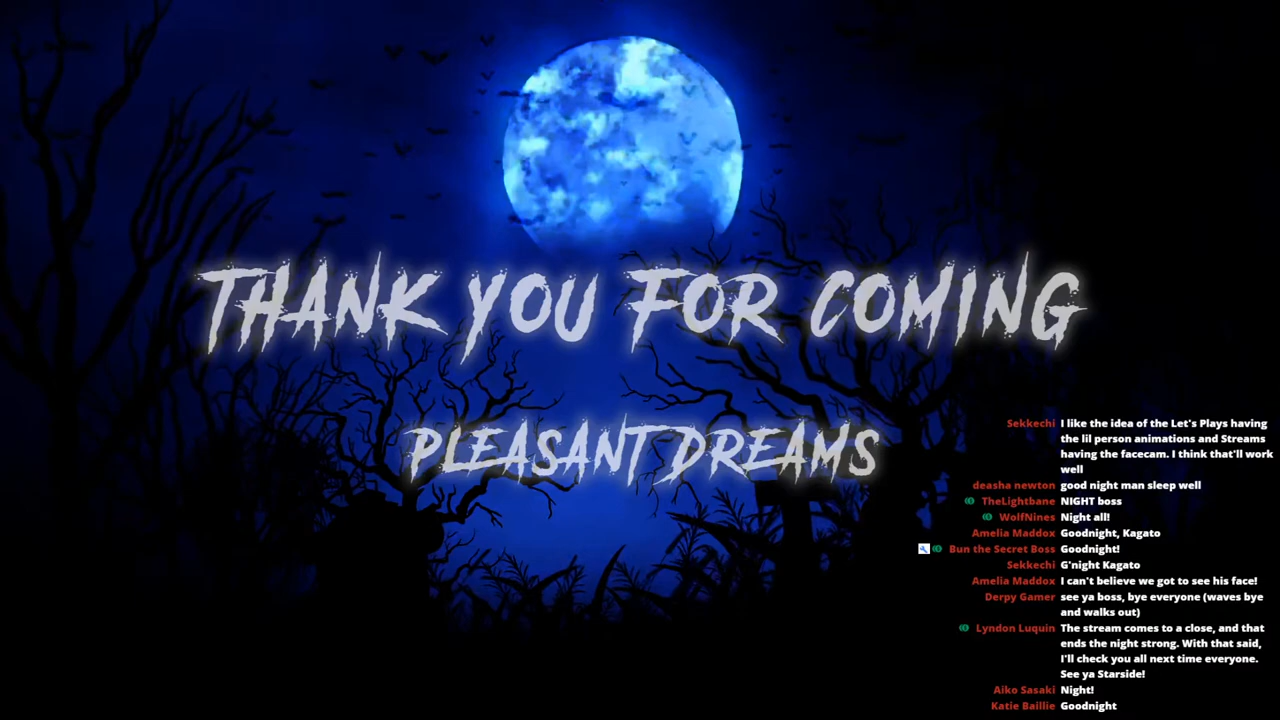 THANK YOU FOR COMING
PLEASANT DREAMS
Sekkechi I like the idea of the Let's Plays having
the lil person animations and Streams
having the facecam. I think that'll work
well
deasha newton good night man sleep well
TheLightbane NIGHT boss
WolfNines Night all!
Amelia Maddox Goodnight, Kagato
Bun the Secret Boss Goodnight!
Sekkechi G'night Kagato
Amelia Maddox I can't believe we got to see his face!
Derpy Gamer see ya boss, bye everyone (waves bye
and walks out)
Lyndon Luquin The stream comes to a close, and that
ends the night strong. With that said,
I'll check you all next time everyone.
See ya Starside!
Aiko Sasaki Night!
Katie Baillie Goodnight